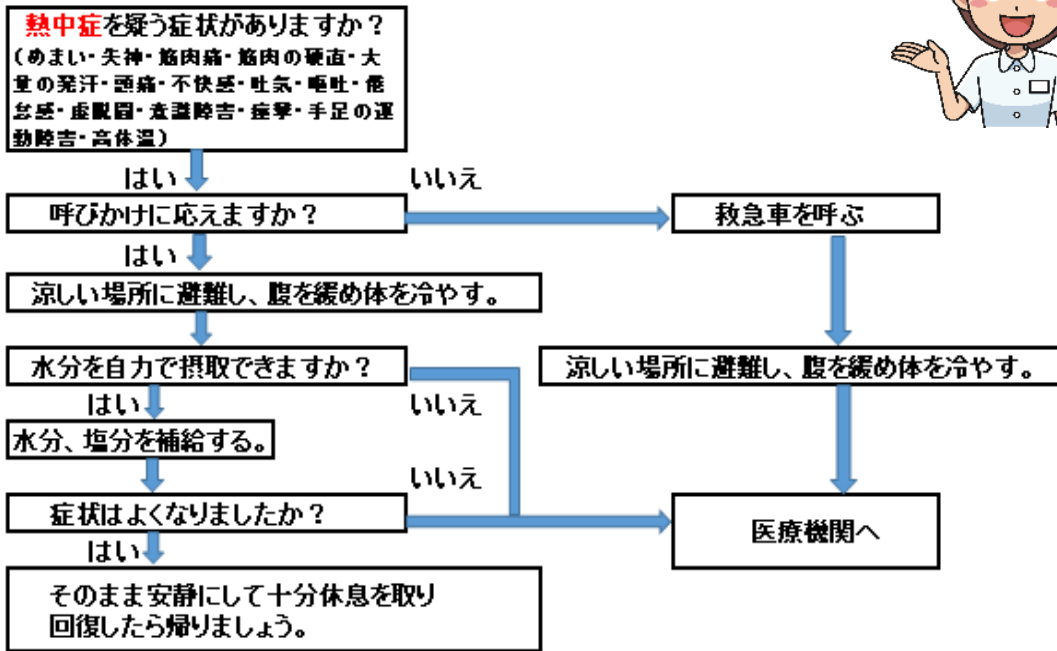 熱中症を疑う症状がありますか？
（めまい・失神・筋肉痛・筋肉の硬直・大
量の発汗・頭痛・不快感・吐気・嘔吐・倦
怠感・虚脱感・意識障害・痙攣・手足の運
動障害・高体温）
はい
いいえ
呼びかけに応えますか？
救急車を呼ぶ
はい
涼しい場所に避難し、腹を緩め体を冷やす。
水分を自力で摂取できますか？
涼しい場所に避難し、腹を緩め体を冷やす。
はい
いいえ
水分、塩分を補給する。
いいえ
症状はよくなりましたか？
医療機関へ
はい
そのまま安静にして十分休息を取り
回復したら帰りましょう。